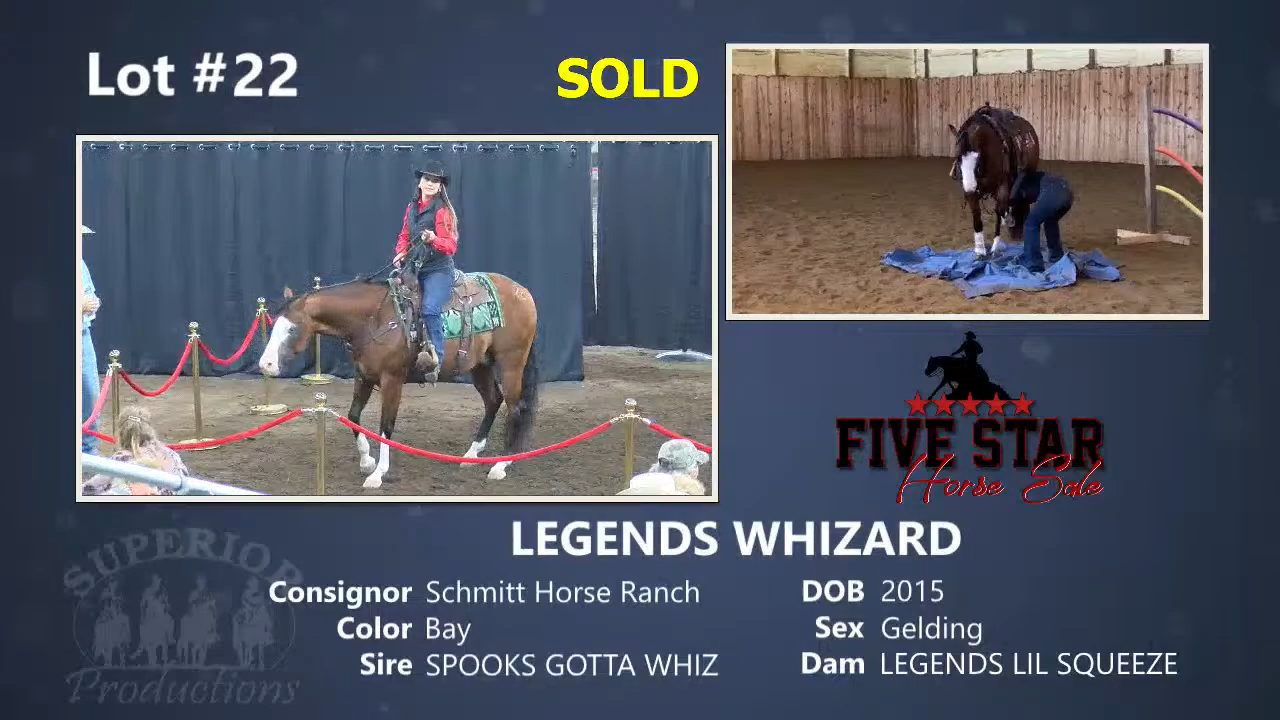 Lot #22
SOLD
FIVE STAR
Horse Sale
LEGENDS WHIZARD
Consignor Schmitt Horse Ranch
Color Bay
Sire SPOOKS GOTTA WHIZ
DOB 2015
Sex Gelding
Dam LEGENDS LIL SQUEEZE
SUPERIOR
Productions